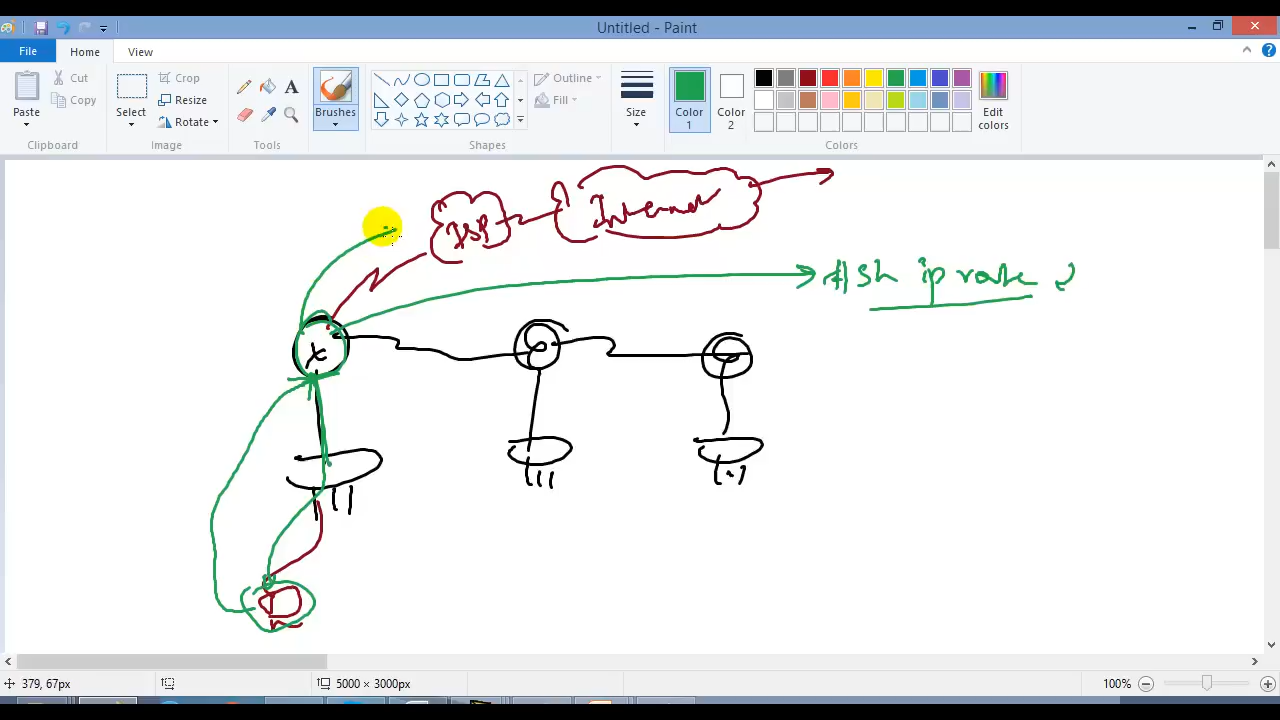 Untitled - Paint
File
Home
View
Paste
Cut
Copy
Clipboard
Select
Crop
Resize
Rotate
Image
A
Tools
Brushes
Shapes
Outline
Fill
Size
Color 1
Color 2
Edit colors
Colors
ISP
Internet
#sh ip route
379, 67px
5000 × 3000px
100%